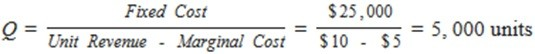 Q = Fixed Cost / Unit Revenue - Marginal Cost = $25,000 / $10 - $5 = 5, 000 units